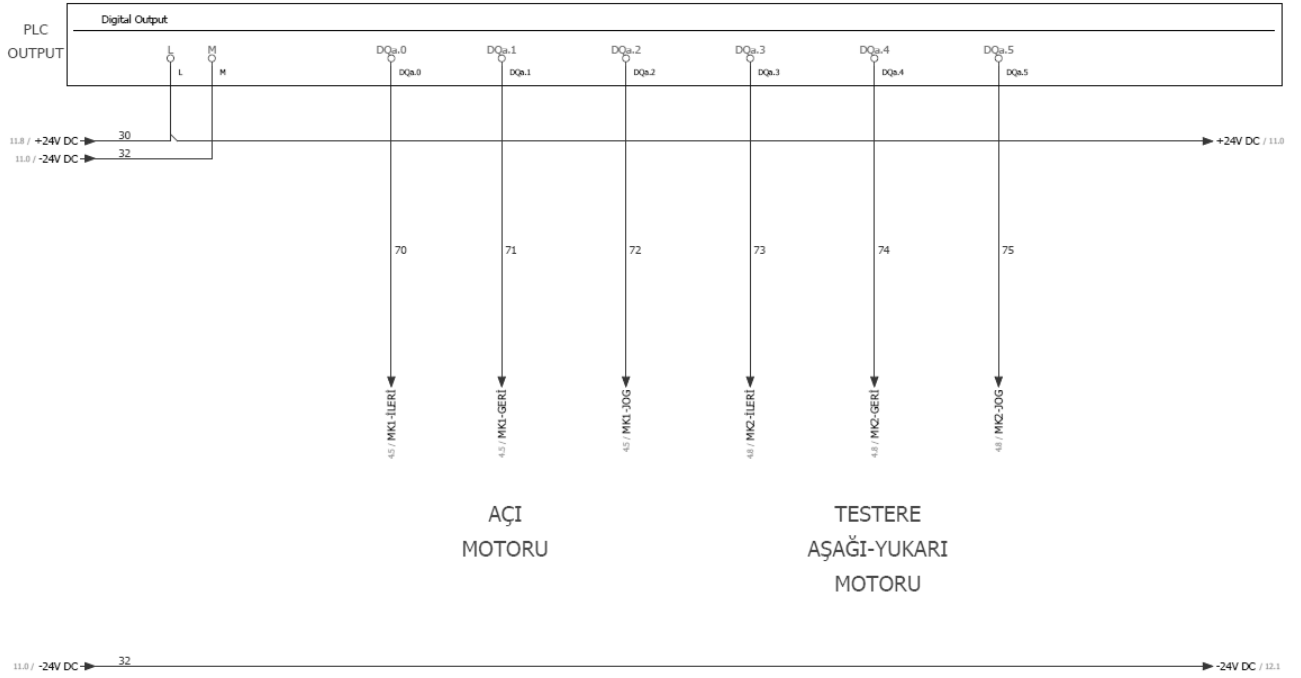 Digital Output
PLC
OUTPUT
L M DQa.0 DQa.1 DQa.2 DQa.3 DQa.4 DQa.5
L M DQa.0 DQa.1 DQa.2 DQa.3 DQa.4 DQa.5
11.8 / +24V DC 30 +24V DC / 11.0
11.0 / -24V DC 32
70 71 72 73 74 75
4.5 / MK1-İLERİ
4.5 / MK1-GERİ
4.5 / MK1-JOG
4.8 / MK2-İLERİ
4.8 / MK2-GERİ
4.8 / MK2-JOG
AÇI
MOTORU
TESTERE
AŞAĞI-YUKARI
MOTORU
11.0 / -24V DC 32 -24V DC / 12.1